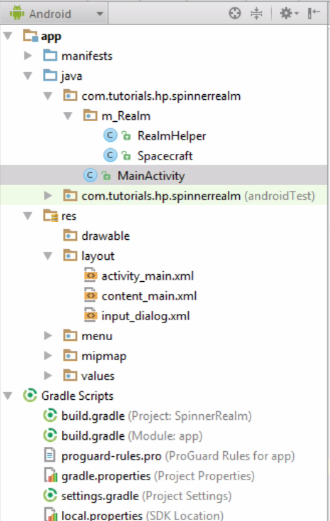 Android
app
manifests
java
com.tutorials.hp.spinnerrealm
m_Realm
RealmHelper
Spacecraft
MainActivity
com.tutorials.hp.spinnerrealm (androidTest)
res
drawable
layout
activity_main.xml
content_main.xml
input_dialog.xml
menu
mipmap
values
Gradle Scripts
build.gradle (Project: SpinnerRealm)
build.gradle (Module: app)
proguard-rules.pro (ProGuard Rules for app)
gradle.properties (Project Properties)
settings.gradle (Project Settings)
local.properties (SDK Location)